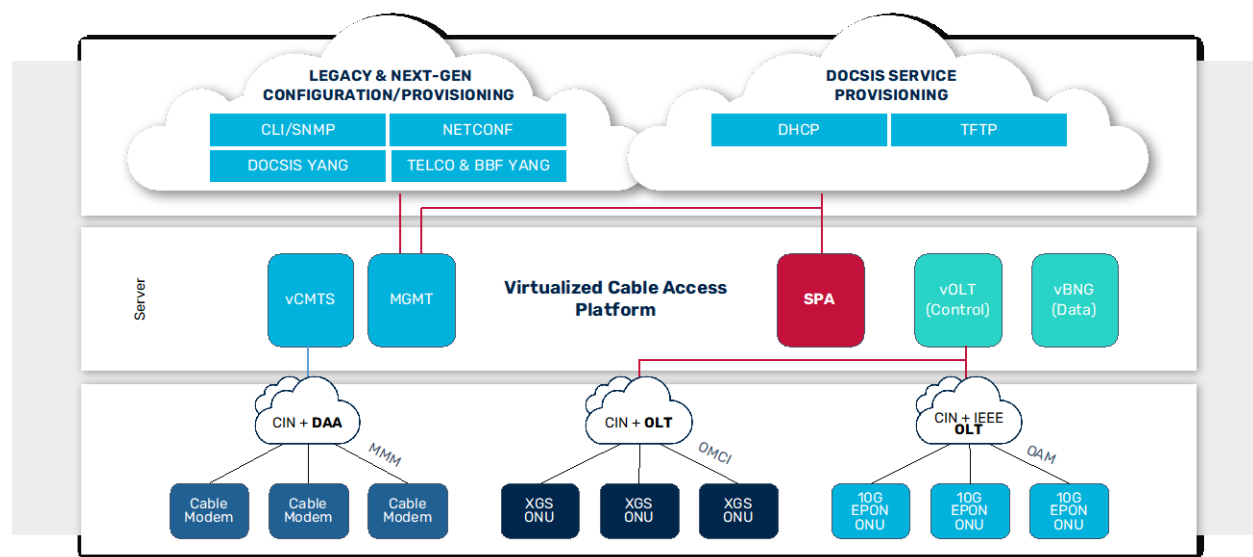 LEGACY & NEXT-GEN
CONFIGURATION/PROVISIONING
CLI/SNMP
NETCONF
DOCSIS YANG
TELCO & BBF YANG
DOCSIS SERVICE
PROVISIONING
DHCP
TFTP
Server
vCMTS
MGMT
Virtualized Cable Access
Platform
SPA
vOLT
(Control)
vBNG
(Data)
CIN + DAA
MMM
Cable
Modem
Cable
Modem
Cable
Modem
CIN + OLT
OMCI
XGS
ONU
XGS
ONU
XGS
ONU
CIN + IEEE
OLT
OAM
10G
EPON
ONU
10G
EPON
ONU
10G
EPON
ONU